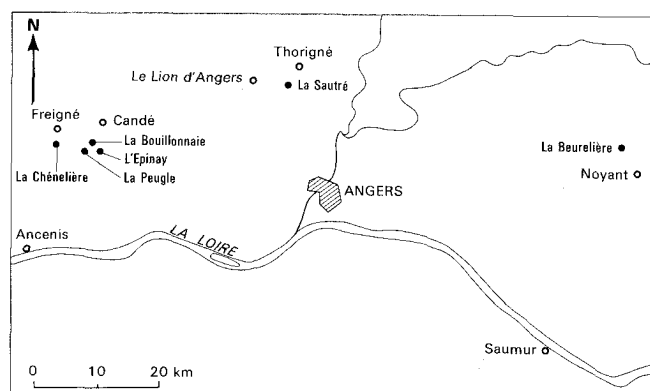 N
Thorigné
Le Lion d'Angers
La Sautré
Freigné
Candé
La Bouillonnaie
L'Epinay
La Chénelière
La Peugle
La Beurelière
Noyant
ANGERS
Ancenis
LA LOIRE
Saumur
0 10 20 km